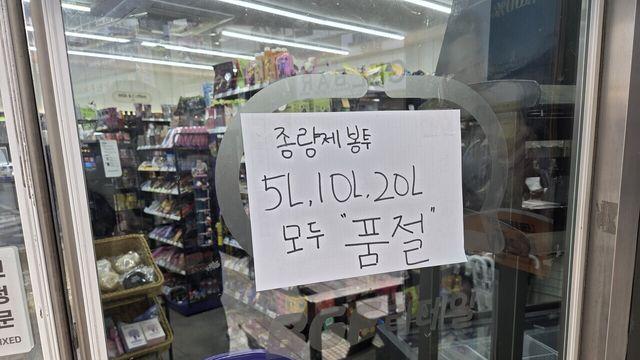 종량제 봉투
5L, 10L, 20L
모두 "품절"